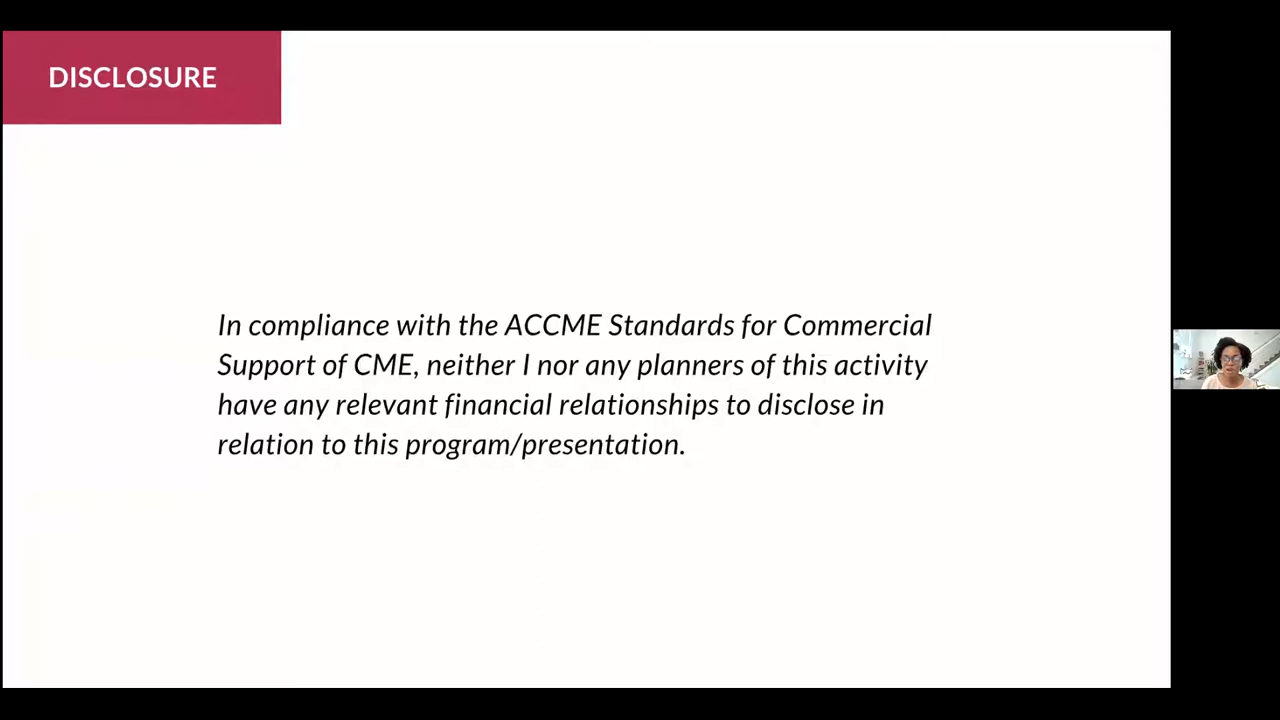 DISCLOSURE
In compliance with the ACCME Standards for Commercial
Support of CME, neither I nor any planners of this activity
have any relevant financial relationships to disclose in
relation to this program/presentation.